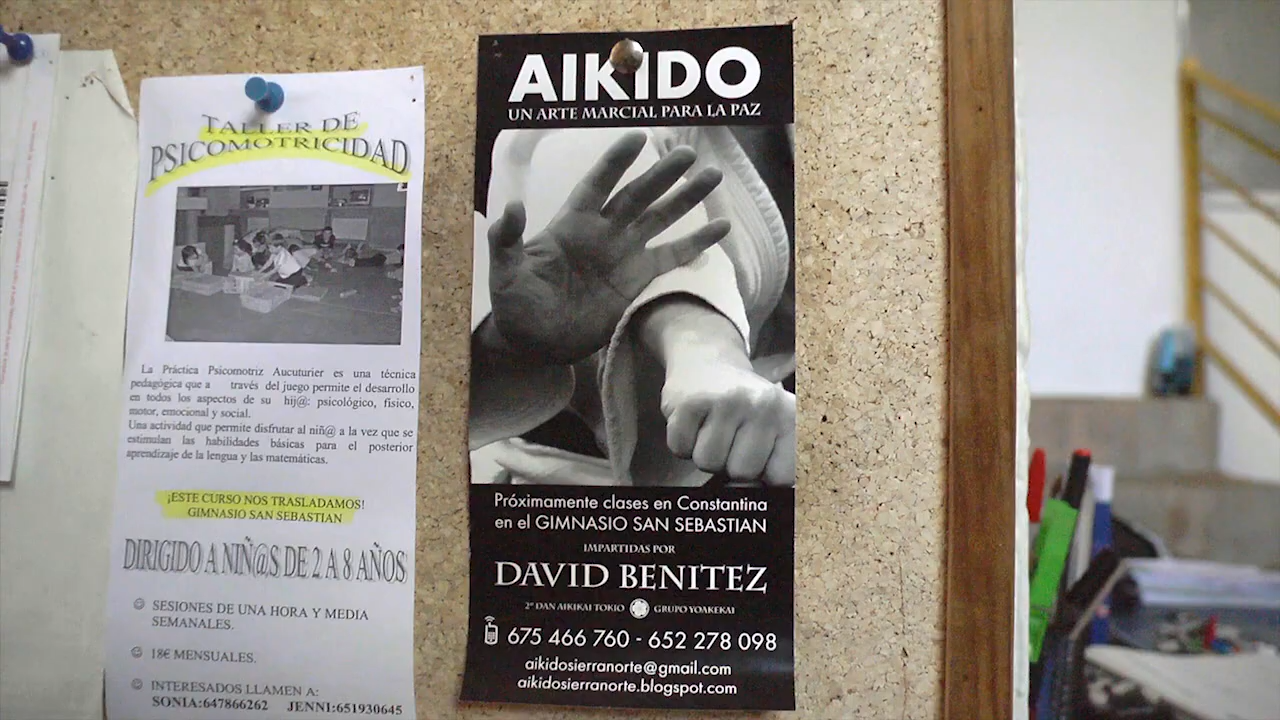 TALLER DE
PSICOMOTRICIDAD
La Práctica Psicomotriz Aucuturier es una técnica
pedagógica que a través del juego permite el desarrollo
en todos los aspectos de su hij@: psicológico, físico,
motor, emocional y social.
Una actividad que permite disfrutar al niñ@ a la vez que se
estimulan las habilidades básicas para el posterior
aprendizaje de la lengua y las matemáticas.
¡ESTE CURSO NOS TRASLADAMOS!
GIMNASIO SAN SEBASTIAN
DIRIGIDO A NIÑ@S DE 2 A 8 AÑOS
SESIONES DE UNA HORA Y MEDIA
SEMANALES.
18€ MENSUALES.
INTERESADOS LLAMEN A:
SONIA:647866262 JENNI:651930645
AIKIDO
UN ARTE MARCIAL PARA LA PAZ
Próximamente clases en Constantina
en el GIMNASIO SAN SEBASTIAN
IMPARTIDAS POR
DAVID BENITEZ
2º DAN AIKIKAI TOKIO GRUPO YOAKEKAI
675 466 760 - 652 278 098
aikidosierranorte@gmail.com
aikidosierranorte.blogspot.com